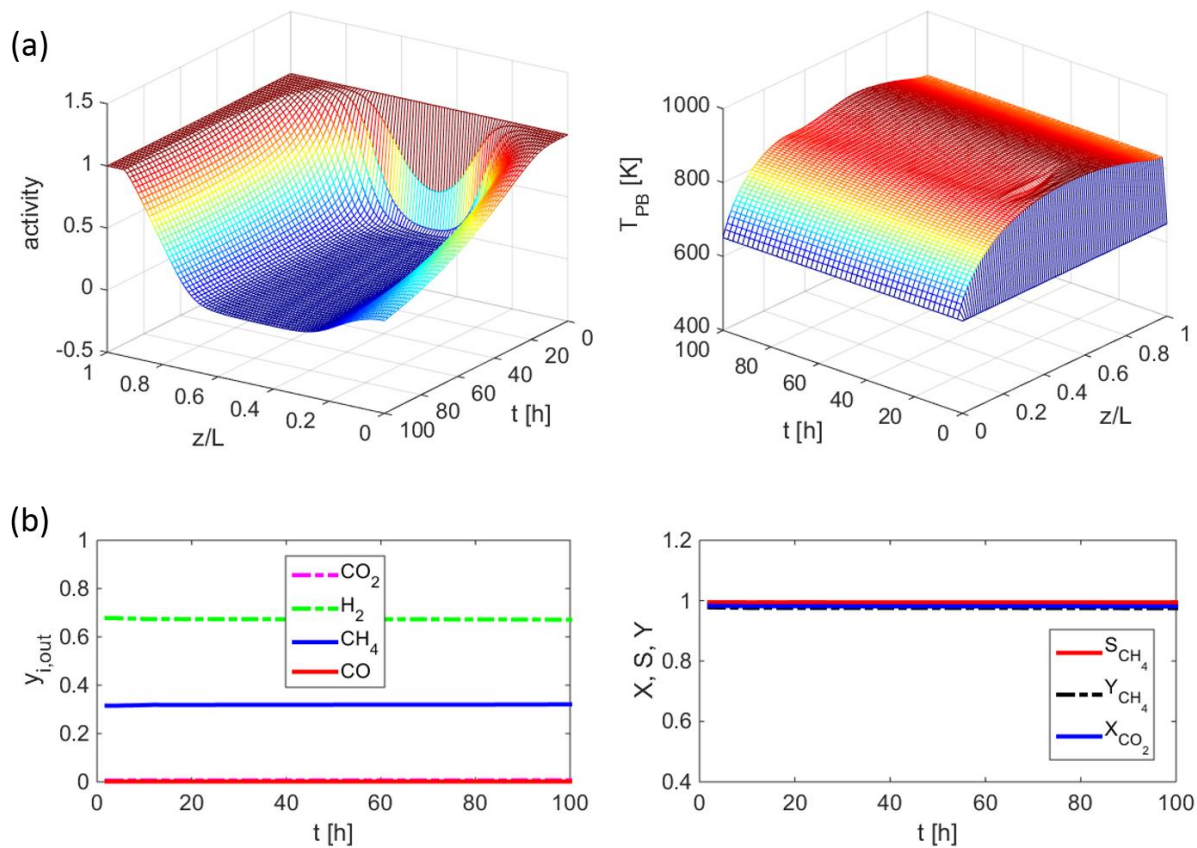 (a)
1.5
1
0.5
0
-0.5
activity
1
0.8
0.6
0.4
0.2
0
z/L
100
80
60
40
20
0
t [h]
1000
800
600
400
T_PB [K]
100
80
60
40
20
0
t [h]
0
0.2
0.4
0.6
0.8
1
z/L
(b)
1
0.8
0.6
0.4
0.2
0
y_i,out
CO_2
H_2
CH_4
CO
0
20
40
60
80
100
t [h]
1.2
1
0.8
0.6
0.4
X, S, Y
S_CH_4
Y_CH_4
X_CO_2
0
20
40
60
80
100
t [h]